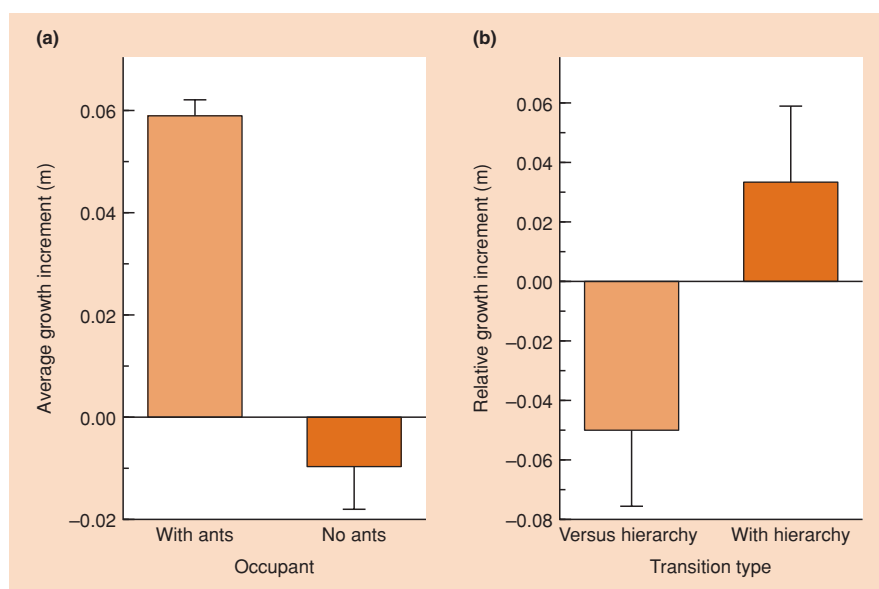 (a)
Average growth increment (m)
0.06
0.04
0.02
0.00
–0.02
With ants
No ants
Occupant
(b)
Relative growth increment (m)
0.06
0.04
0.02
0.00
–0.02
–0.04
–0.06
–0.08
Versus hierarchy
With hierarchy
Transition type